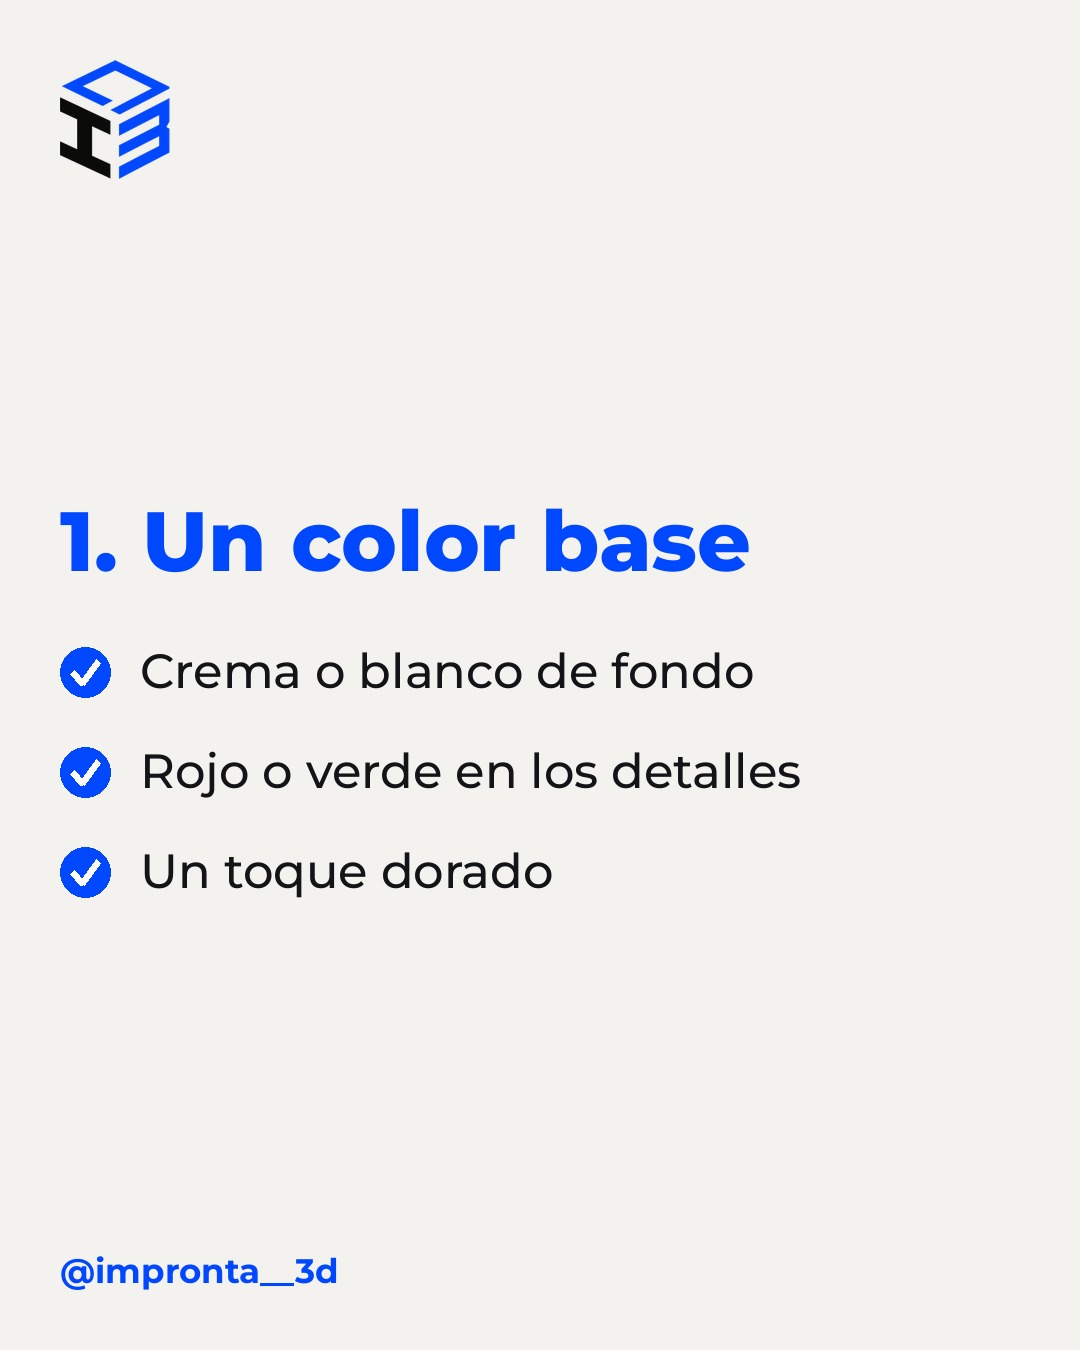 1. Un color base
Crema o blanco de fondo
Rojo o verde en los detalles
Un toque dorado
@impronta__3d